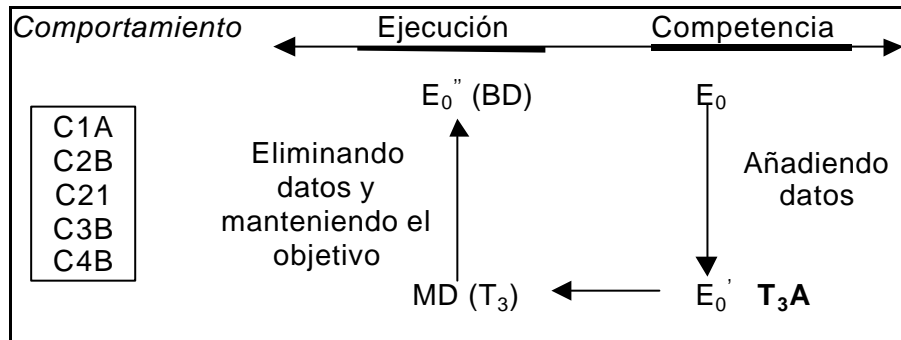 Comportamiento Ejecución Competencia
E₀'' (BD) E₀
C1A
C2B
C21
C3B
C4B
Eliminando
datos y
manteniendo el
objetivo
Añadiendo
datos
MD (T₃) E₀' T₃A